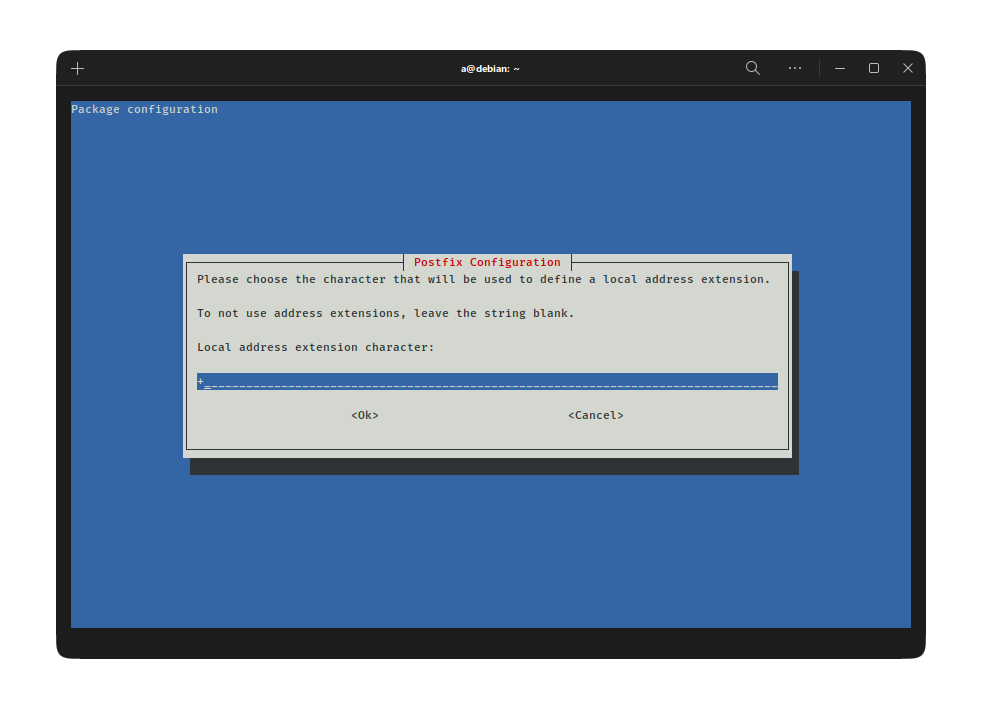 a@debian: ~
Package configuration
Postfix Configuration
Please choose the character that will be used to define a local address extension.
To not use address extensions, leave the string blank.
Local address extension character:
+_______________________________________________________________________________
<Ok> <Cancel>